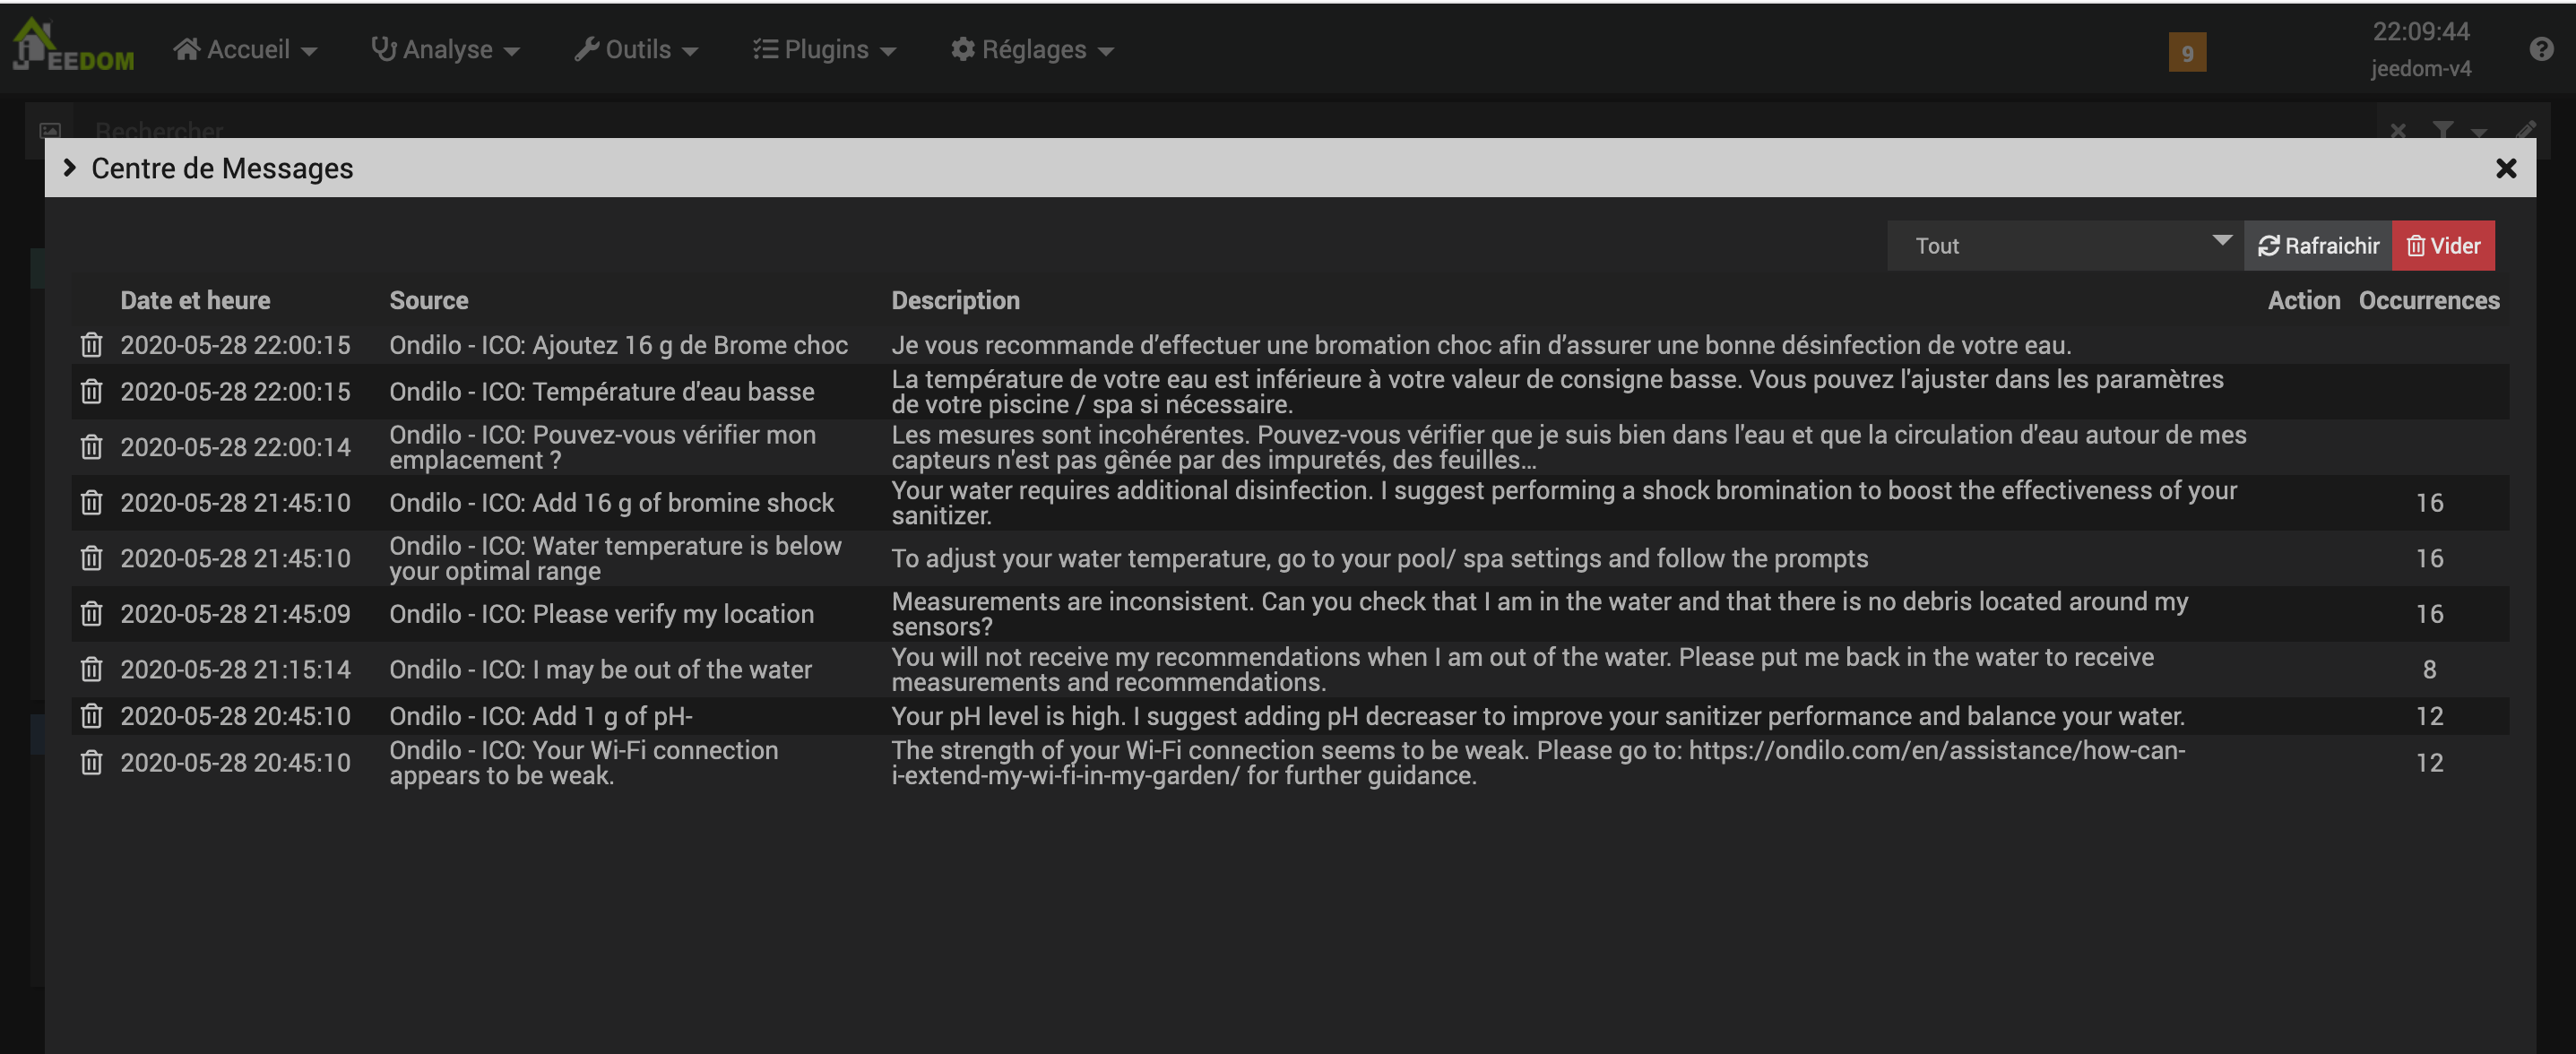 JEEDOM Accueil Analyse Outils Plugins Réglages 9 22:09:44
jeedom-v4
Rechercher
Centre de Messages
Tout Rafraichir Vider
Date et heure Source Description Action Occurrences
2020-05-28 22:00:15 Ondilo - ICO: Ajoutez 16 g de Brome choc Je vous recommande d’effectuer une bromation choc afin d’assurer une bonne désinfection de votre eau.
2020-05-28 22:00:15 Ondilo - ICO: Température d'eau basse La température de votre eau est inférieure à votre valeur de consigne basse. Vous pouvez l'ajuster dans les paramètres
de votre piscine / spa si nécessaire.
2020-05-28 22:00:14 Ondilo - ICO: Pouvez-vous vérifier mon
emplacement ?
Les mesures sont incohérentes. Pouvez-vous vérifier que je suis bien dans l'eau et que la circulation d'eau autour de mes
capteurs n'est pas gênée par des impuretés, des feuilles...
2020-05-28 21:45:10 Ondilo - ICO: Add 16 g of bromine shock Your water requires additional disinfection. I suggest performing a shock bromination to boost the effectiveness of your
sanitizer.
16
2020-05-28 21:45:10 Ondilo - ICO: Water temperature is below
your optimal range
To adjust your water temperature, go to your pool/ spa settings and follow the prompts 16
2020-05-28 21:45:09 Ondilo - ICO: Please verify my location Measurements are inconsistent. Can you check that I am in the water and that there is no debris located around my
sensors?
16
2020-05-28 21:15:14 Ondilo - ICO: I may be out of the water You will not receive my recommendations when I am out of the water. Please put me back in the water to receive
measurements and recommendations.
8
2020-05-28 20:45:10 Ondilo - ICO: Add 1 g of pH- Your pH level is high. I suggest adding pH decreaser to improve your sanitizer performance and balance your water. 12
2020-05-28 20:45:10 Ondilo - ICO: Your Wi-Fi connection
appears to be weak.
The strength of your Wi-Fi connection seems to be weak. Please go to: https://ondilo.com/en/assistance/how-can-
i-extend-my-wi-fi-in-my-garden/ for further guidance.
12